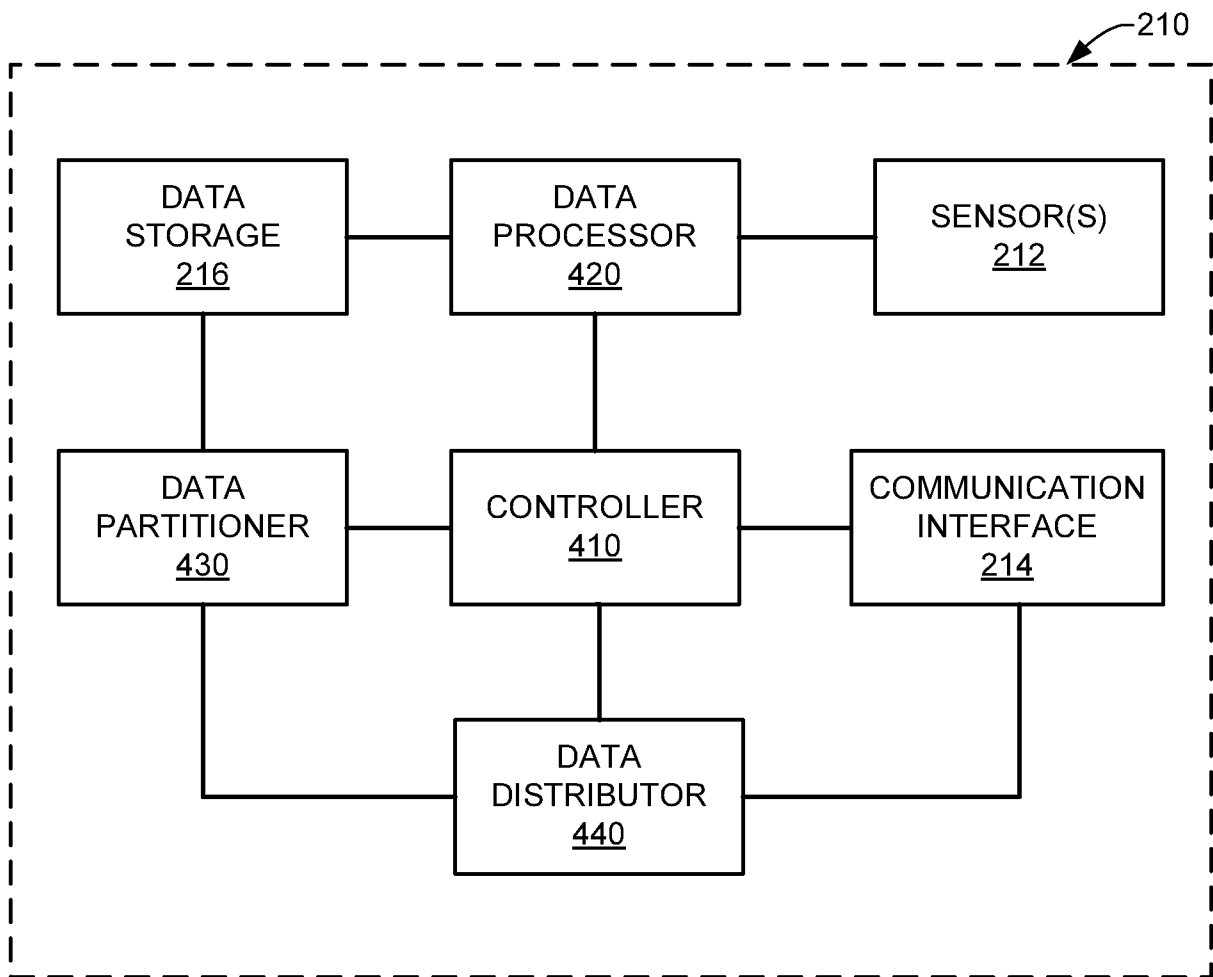 210
DATA
STORAGE
216
DATA
PROCESSOR
420
SENSOR(S)
212
DATA
PARTITIONER
430
CONTROLLER
410
COMMUNICATION
INTERFACE
214
DATA
DISTRIBUTOR
440